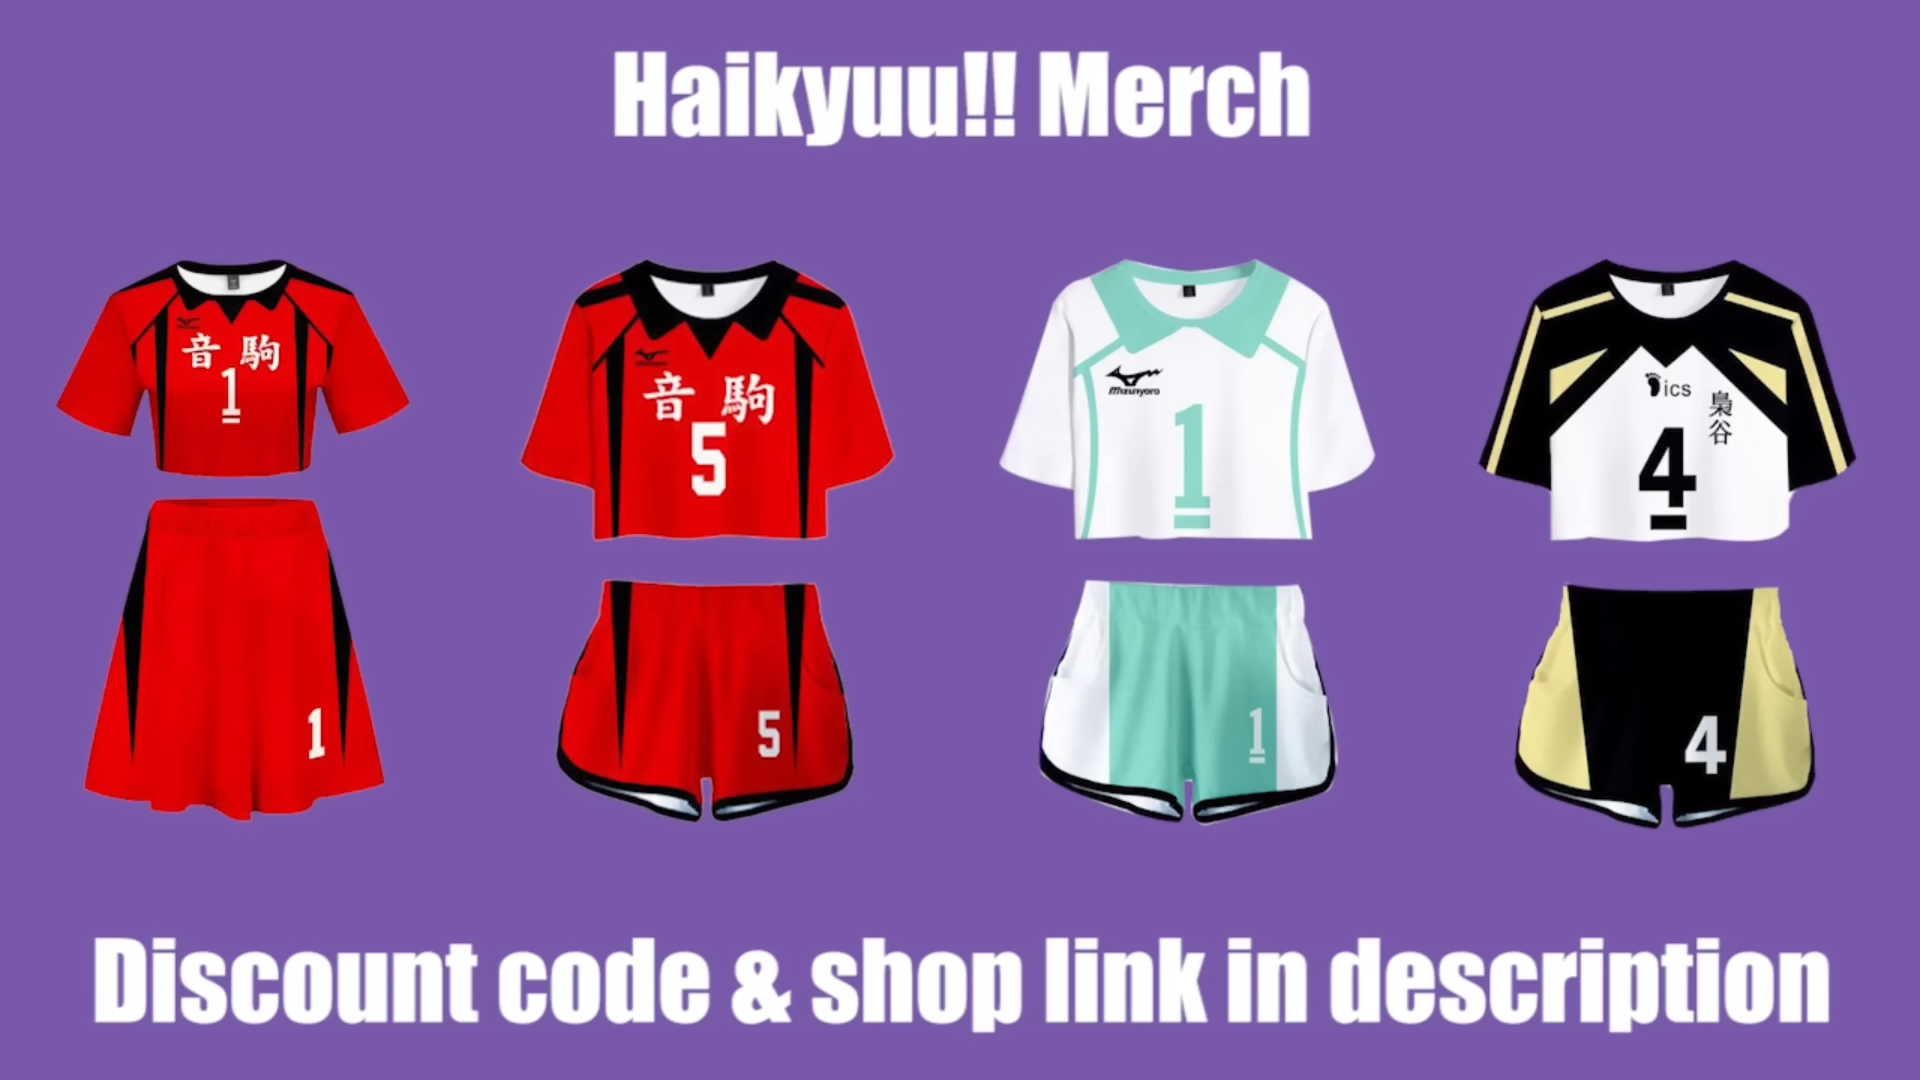 Haikyuu!! Merch
音 駒
1
音 駒
5
Mizunyoro
1
ics
梟谷
4
1
5
1
4
Discount code & shop link in description